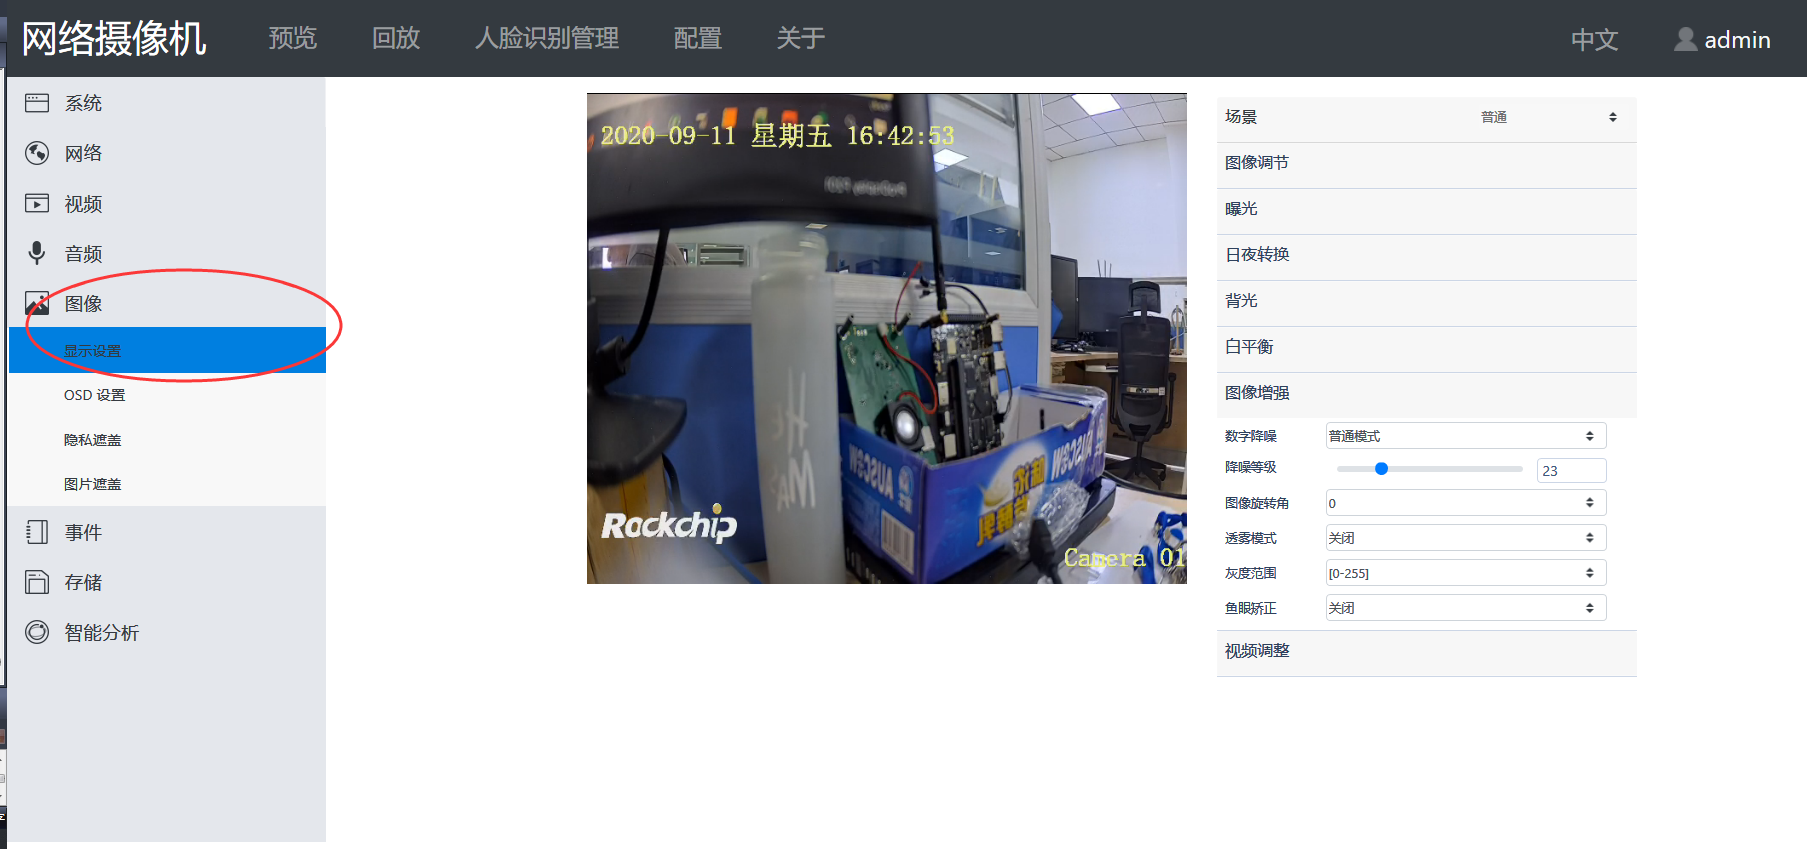 网络摄像机 预览 回放 人脸识别管理 配置 关于 中文 admin
系统
网络
视频
音频
图像
显示设置
OSD 设置
隐私遮盖
图片遮盖
事件
存储
智能分析
2020-09-11 星期五 16:42:53
Rockchip
Camera 01
场景 普通
图像调节
曝光
日夜转换
背光
白平衡
图像增强
数字降噪 普通模式
降噪等级 23
图像旋转角 0
透雾模式 关闭
灰度范围 [0-255]
鱼眼矫正 关闭
视频调整